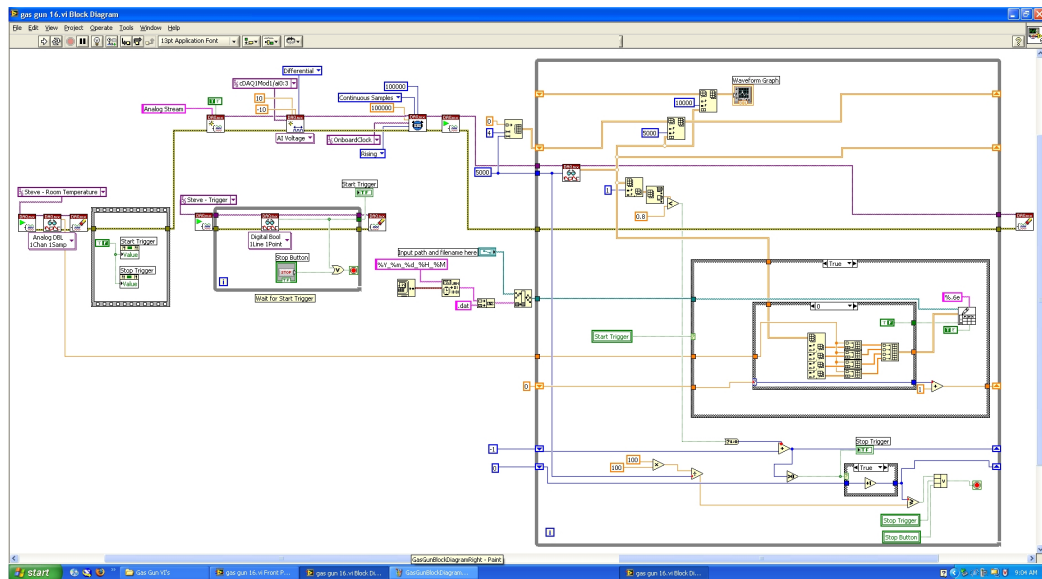 gas gun 16.vi Block Diagram
File Edit View Project Operate Tools Window Help
13pt Application Font
Differential
cDAQ1Mod1/ai0:3
10
-10
Analog Stream
AI Voltage
100000
Continuous Samples
100000
OnboardClock
Rising
Waveform Graph
10000
0
4
5000
5000
1
0.8
Steve - Room Temperature
Analog DBL
1Chan 1Samp
Start Trigger
Value
Stop Trigger
Value
Steve - Trigger
Start Trigger
Digital Bool
1Line 1Point
Stop Button
STOP
i
Wait for Start Trigger
Input path and filename here
%Y_%m_%d_%H_%M
.dat
True
%.6e
0
Start Trigger
0
1
-1
0
100
100
Stop Trigger
True
Stop Trigger
Stop Button
i
GasGunBlockDiagramRight - Paint
start
Gas Gun VI's
gas gun 16.vi Front P...
gas gun 16.vi Block Di...
GasGunBlockDiagram...
gas gun 16.vi Block Di...
9:04 AM